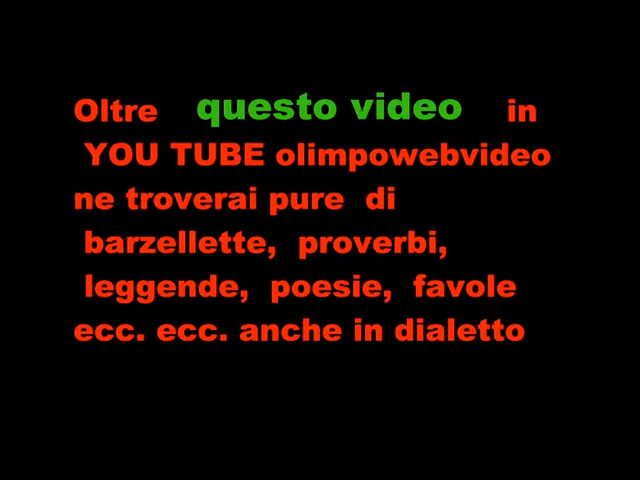 Oltre questo video in
YOU TUBE olimpowebvideo
ne troverai pure di
barzellette, proverbi,
leggende, poesie, favole
ecc. ecc. anche in dialetto